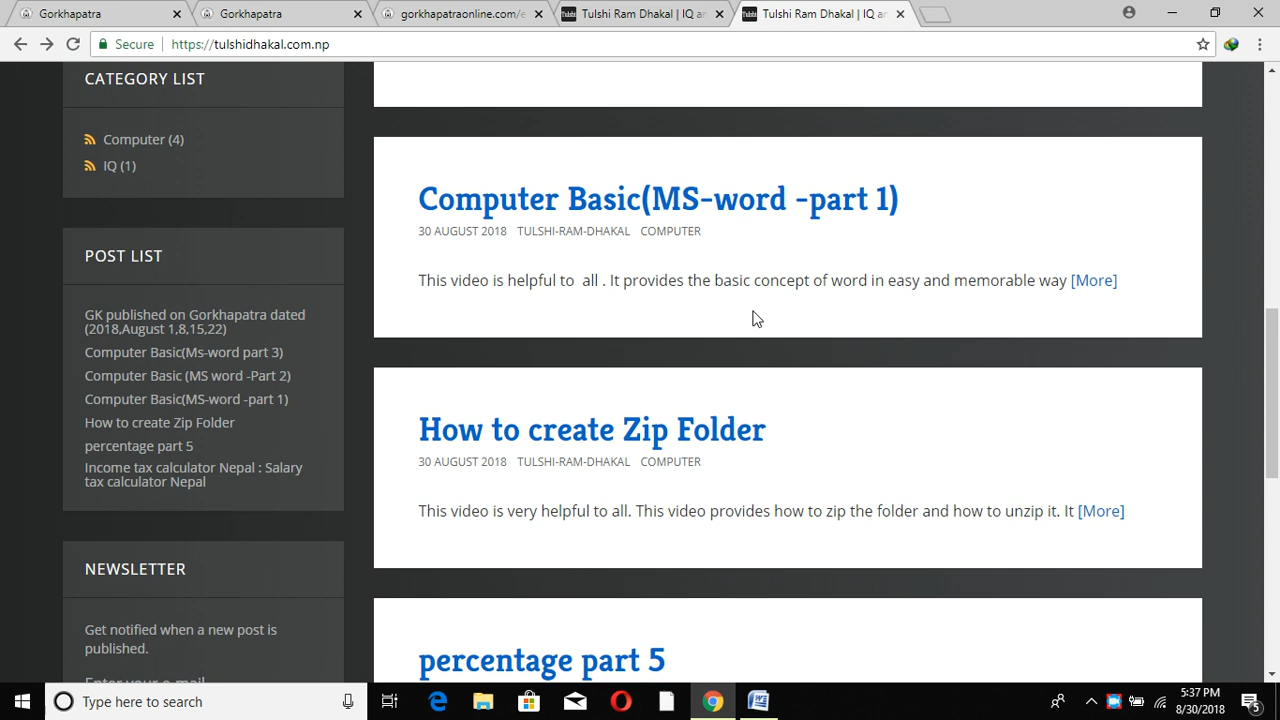 Gorkhapatra
Gorkhapatra
gorkhapatraonline.com/e
Tulshi Tulshi Ram Dhakal | IQ an
Tulshi Tulshi Ram Dhakal | IQ an
Secure https://tulshidhakal.com.np
CATEGORY LIST
Computer (4)
IQ (1)
POST LIST
GK published on Gorkhapatra dated
(2018,August 1,8,15,22)
Computer Basic(Ms-word part 3)
Computer Basic (MS word -Part 2)
Computer Basic(MS-word -part 1)
How to create Zip Folder
percentage part 5
Income tax calculator Nepal : Salary
tax calculator Nepal
NEWSLETTER
Get notified when a new post is
published.
Enter your e-mail
Computer Basic(MS-word -part 1)
30 AUGUST 2018 TULSHI-RAM-DHAKAL COMPUTER
This video is helpful to all . It provides the basic concept of word in easy and memorable way [More]
How to create Zip Folder
30 AUGUST 2018 TULSHI-RAM-DHAKAL COMPUTER
This video is very helpful to all. This video provides how to zip the folder and how to unzip it. It [More]
percentage part 5
Type here to search
5:37 PM
8/30/2018
5